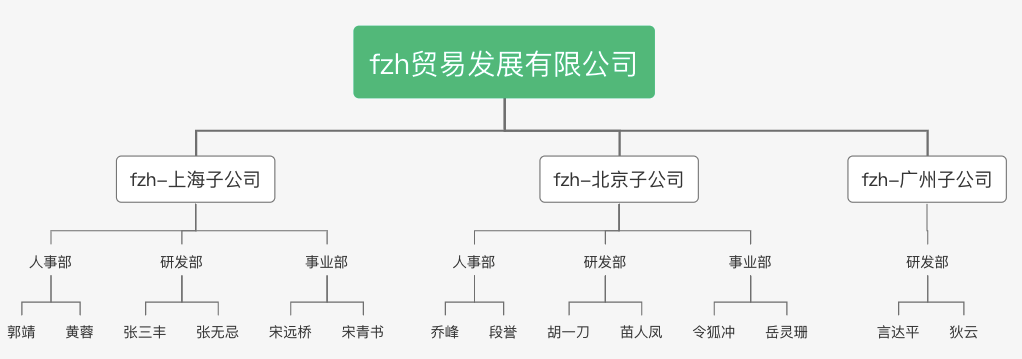 fzh贸易发展有限公司
fzh-上海子公司
fzh-北京子公司
fzh-广州子公司
人事部
研发部
事业部
人事部
研发部
事业部
研发部
郭靖
黄蓉
张三丰
张无忌
宋远桥
宋青书
乔峰
段誉
胡一刀
苗人凤
令狐冲
岳灵珊
言达平
狄云